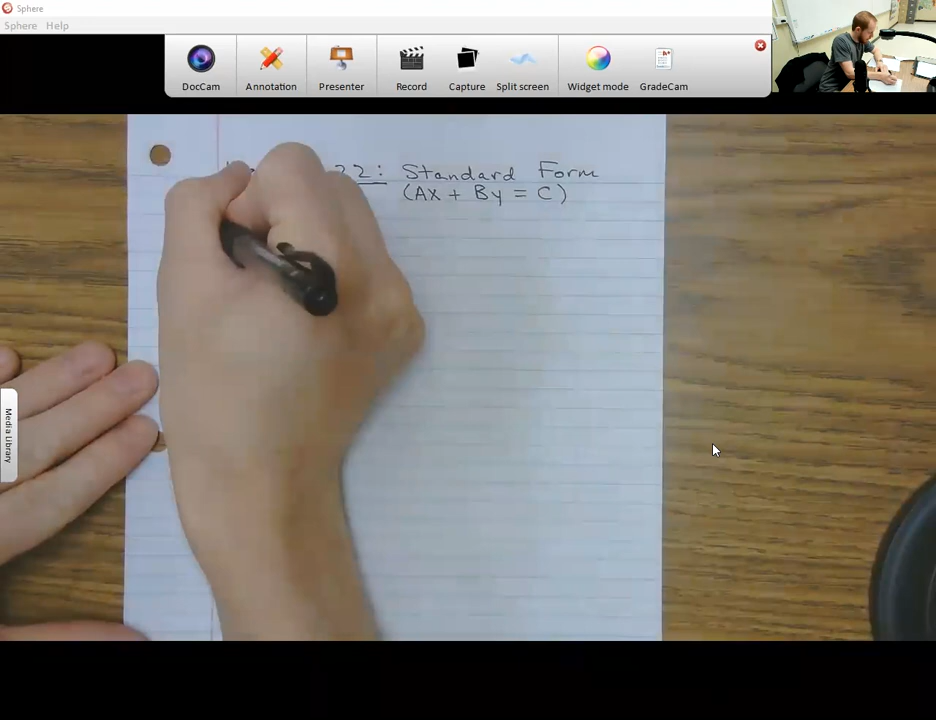 Sphere
Sphere Help
DocCam Annotation Presenter Record Capture Split screen Widget mode GradeCam
22: Standard Form
(Ax + By = C)
Media Library